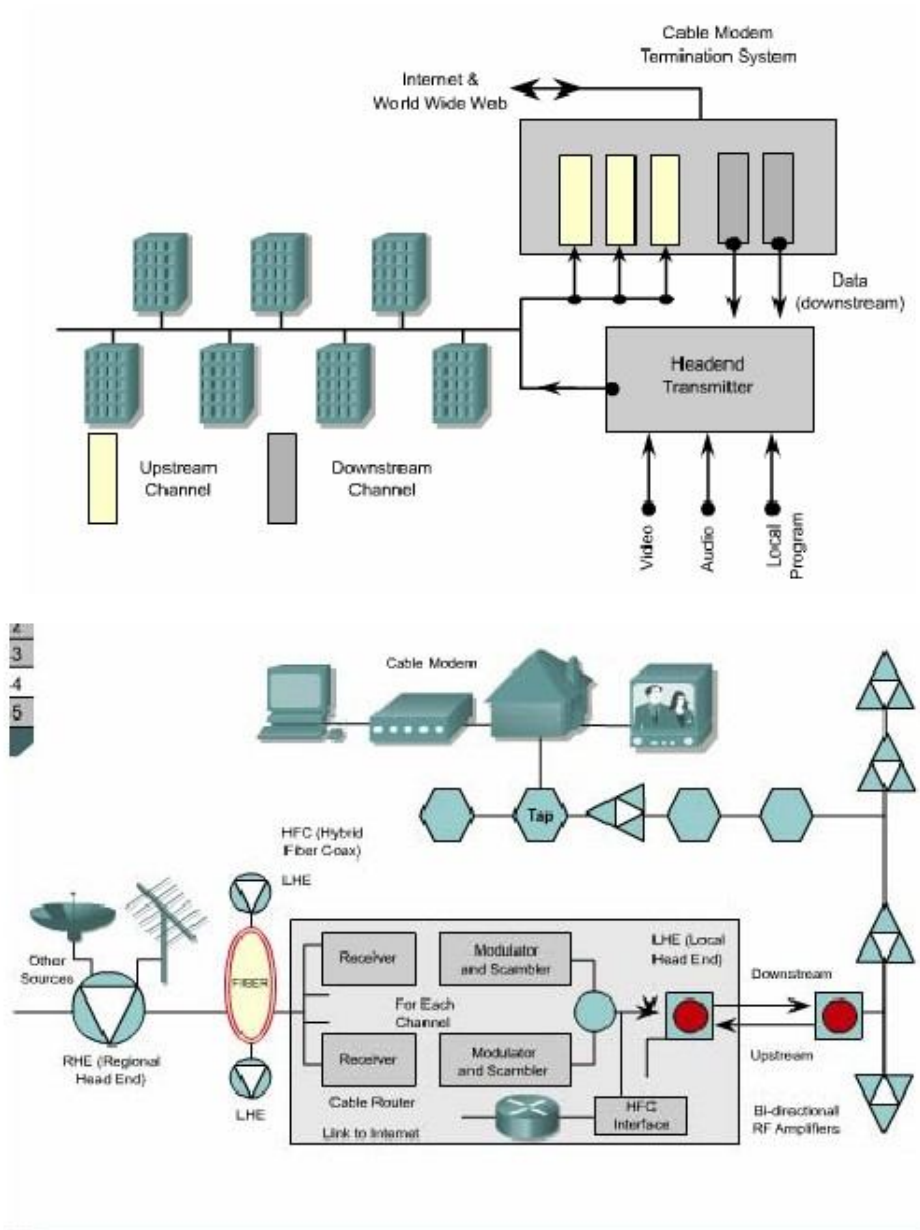 Cable Modem
Termination System
Internet &
World Wide Web
Data
(downstream)
Headend
Transmitter
Upstream
Channel
Downstream
Channel
Video
Audio
Local
Program
2
3
4
5
Cable Modem
Tap
HFC (Hybrid
Fiber Coax)
LHE
Other
Sources
FIBER
RHE (Regional
Head End)
LHE
Receiver
Modulator
and Scambler
LHE (Local
Head End)
Downstream
For Each
Channel
Receiver
Modulator
and Scambler
Upstream
Cable Router
HFC
Interface
Link to Internet
Bi-directional
RF Amplifiers